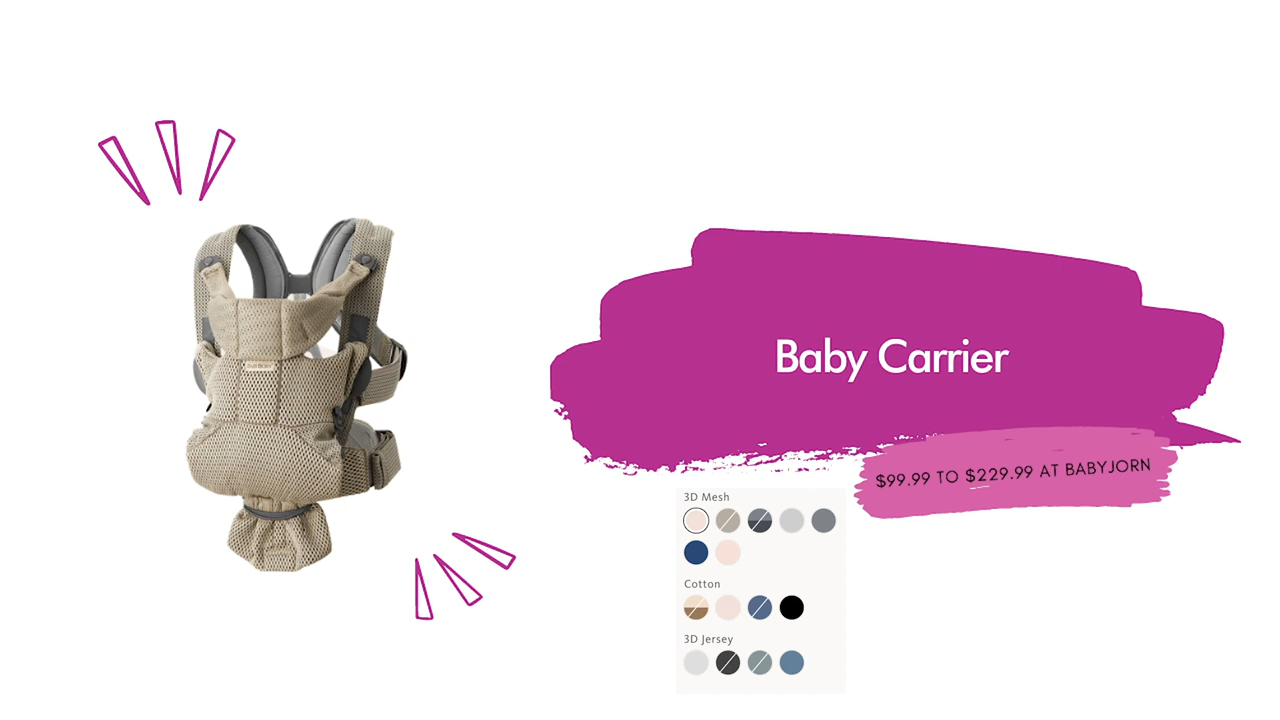 Baby Carrier
$99.99 TO $229.99 AT BABYJORN
3D Mesh
Cotton
3D Jersey